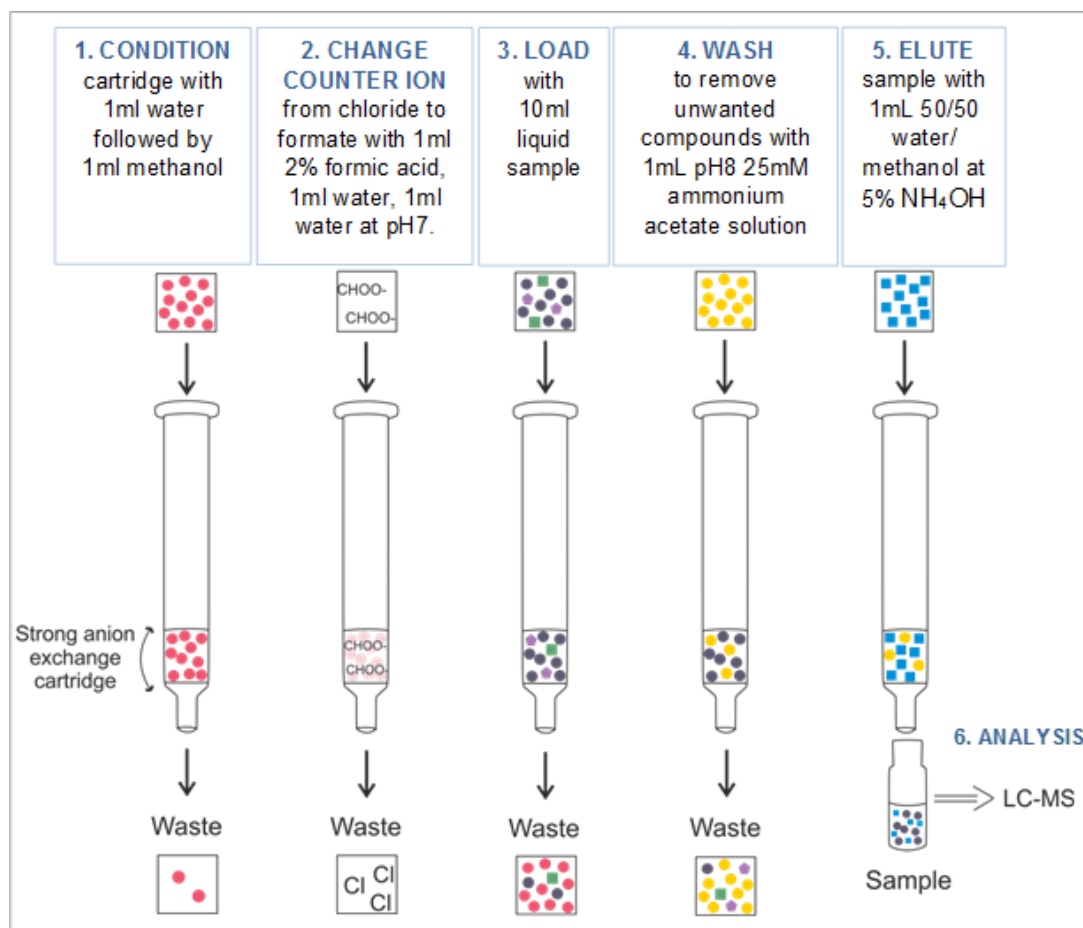 1. CONDITION
cartridge with
1ml water
followed by
1ml methanol
2. CHANGE
COUNTER ION
from chloride to
formate with 1ml
2% formic acid,
1ml water, 1ml
water at pH7.
3. LOAD
with
10ml
liquid
sample
4. WASH
to remove
unwanted
compounds with
1mL pH8 25mM
ammonium
acetate solution
5. ELUTE
sample with
1mL 50/50
water/
methanol at
5% NH₄OH
CHOO-
CHOO-
Strong anion
exchange
cartridge
CHOO-
CHOO-
6. ANALYSIS
LC-MS
Waste
Waste
Waste
Waste
Sample
Cl
Cl
Cl